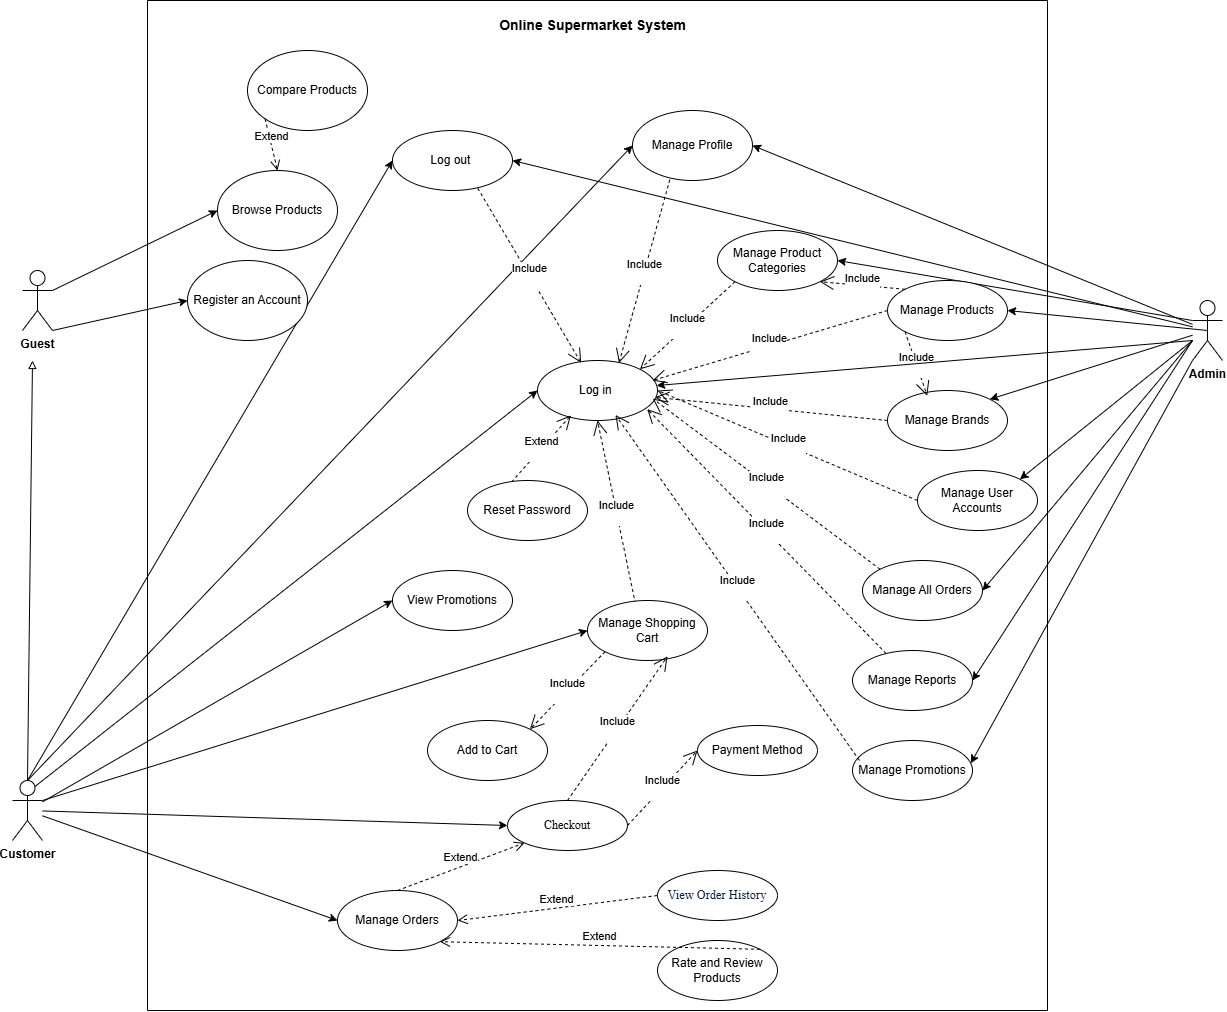 Online Supermarket System
Compare Products
Extend
Browse Products
Log out
Manage Profile
Register an Account
Guest
Include
Include
Manage Product
Categories
Include
Manage Products
Include
Include
Include
Admin
Log in
Include
Manage Brands
Extend
Include
Reset Password
Include
Include
Manage User
Accounts
Include
Include
View Promotions
Manage All Orders
Manage Shopping
Cart
Include
Manage Reports
Include
Add to Cart
Payment Method
Manage Promotions
Include
Customer
Checkout
Extend
Manage Orders
Extend
View Order History
Extend
Rate and Review
Products